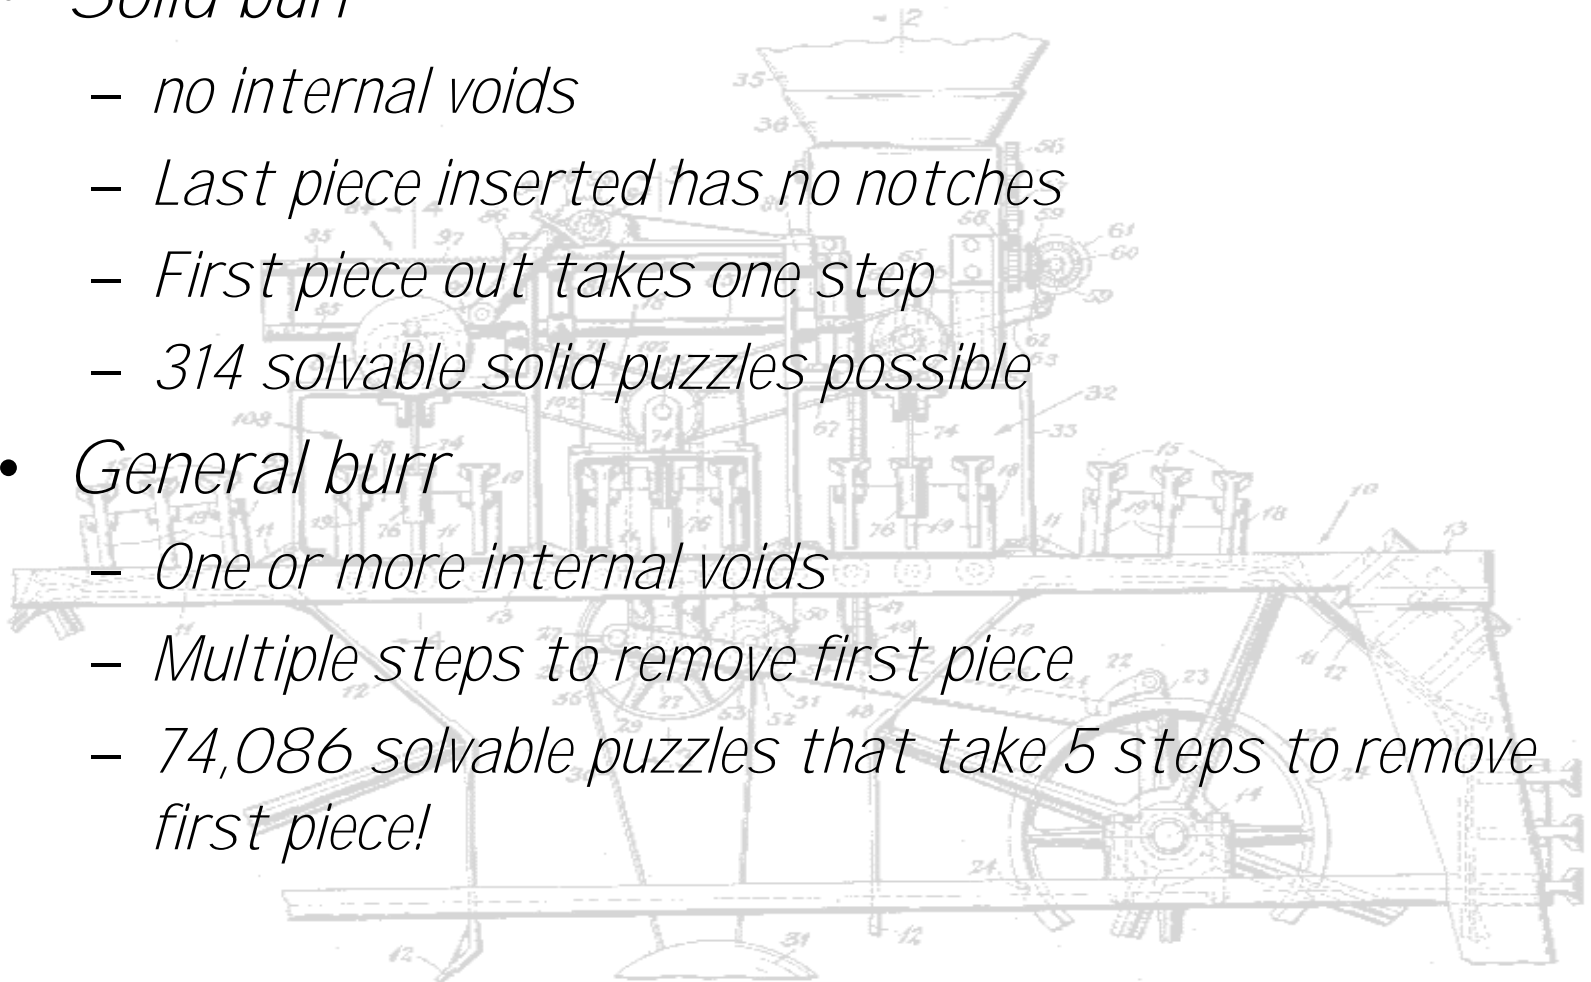 • Solid burr
– no internal voids
– Last piece inserted has no notches
– First piece out takes one step
– 314 solvable solid puzzles possible
• General burr
– One or more internal voids
– Multiple steps to remove first piece
– 74,086 solvable puzzles that take 5 steps to remove
first piece!